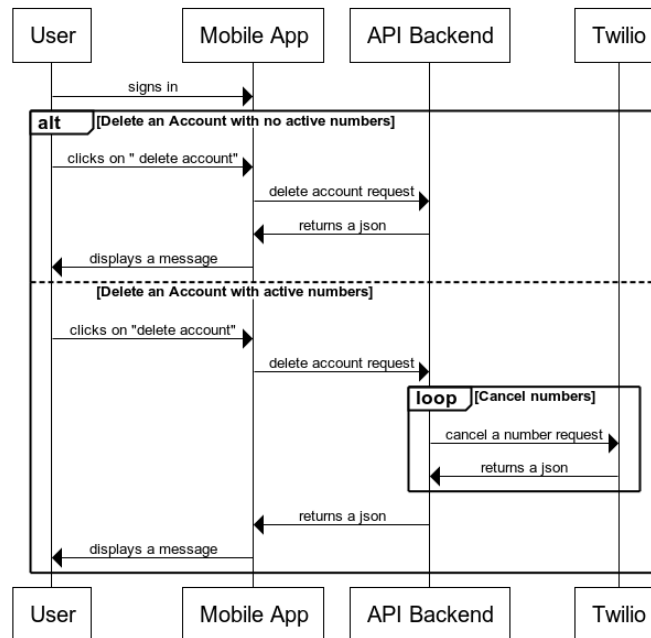 User Mobile App API Backend Twilio
signs in
alt [Delete an Account with no active numbers]
clicks on " delete account"
delete account request
returns a json
displays a message
[Delete an Account with active numbers]
clicks on "delete account"
delete account request
loop [Cancel numbers]
cancel a number request
returns a json
returns a json
displays a message
User Mobile App API Backend Twilio